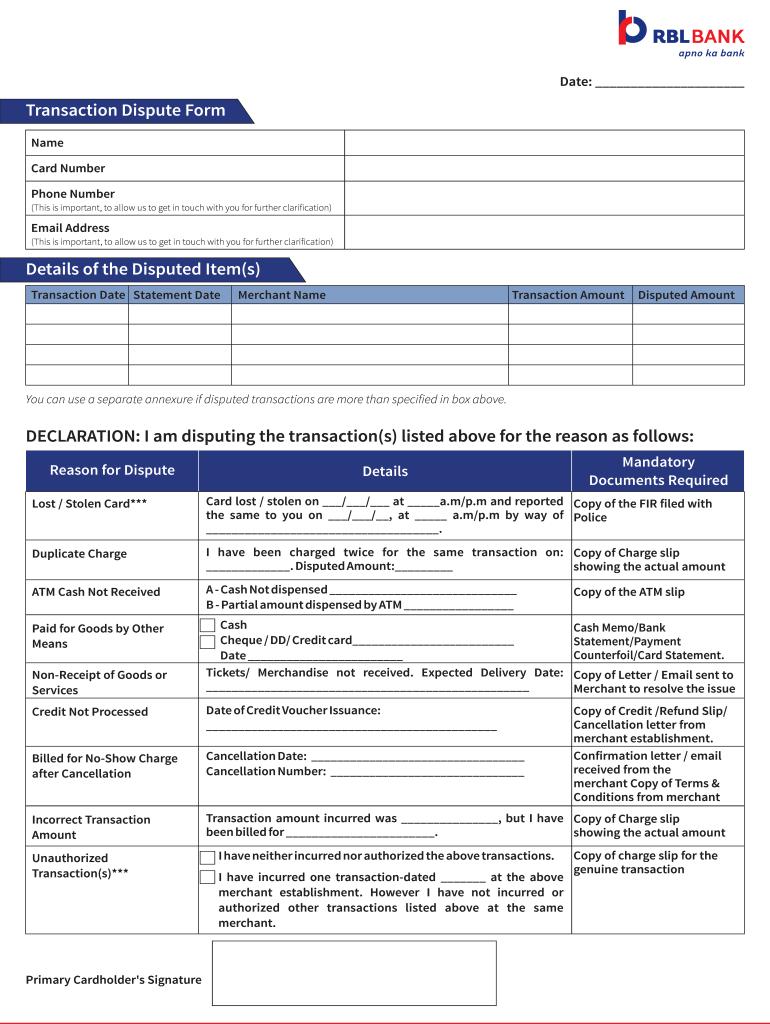 RBLBANK
apno ka bank
Date: ______________________
Transaction Dispute Form
Name
Card Number
Phone Number
(This is important, to allow us to get in touch with you for further clarification)
Email Address
(This is important, to allow us to get in touch with you for further clarification)
Details of the Disputed Item(s)
Transaction Date Statement Date Merchant Name Transaction Amount Disputed Amount
You can use a separate annexure if disputed transactions are more than specified in box above.
DECLARATION: I am disputing the transaction(s) listed above for the reason as follows:
Reason for Dispute
Details
Mandatory
Documents Required
Lost / Stolen Card***
Card lost / stolen on ___/___/___ at _____a.m/p.m and reported
the same to you on ___/___/__, at _____ a.m/p.m by way of
____________________________________.
Copy of the FIR filed with
Police
Duplicate Charge
I have been charged twice for the same transaction on:
_____________. Disputed Amount:_________
Copy of Charge slip
showing the actual amount
ATM Cash Not Received
A - Cash Not dispensed _____________________________
B - Partial amount dispensed by ATM _________________
Copy of the ATM slip
Paid for Goods by Other
Means
Cash
Cheque / DD/ Credit card_________________________
Date ________________________
Cash Memo/Bank
Statement/Payment
Counterfoil/Card Statement.
Non-Receipt of Goods or
Services
Tickets/ Merchandise not received. Expected Delivery Date:
__________________________________________________
Copy of Letter / Email sent to
Merchant to resolve the issue
Credit Not Processed
Date of Credit Voucher Issuance:
_____________________________________________
Copy of Credit /Refund Slip/
Cancellation letter from
merchant establishment.
Billed for No-Show Charge
after Cancellation
Cancellation Date: _________________________________
Cancellation Number: ______________________________
Confirmation letter / email
received from the
merchant Copy of Terms &
Conditions from merchant
Incorrect Transaction
Amount
Transaction amount incurred was _______________, but I have
been billed for _______________________.
Copy of Charge slip
showing the actual amount
Unauthorized
Transaction(s)***
I have neither incurred nor authorized the above transactions.
I have incurred one transaction-dated _______ at the above
merchant establishment. However I have not incurred or
authorized other transactions listed above at the same
merchant.
Copy of charge slip for the
genuine transaction
Primary Cardholder's Signature